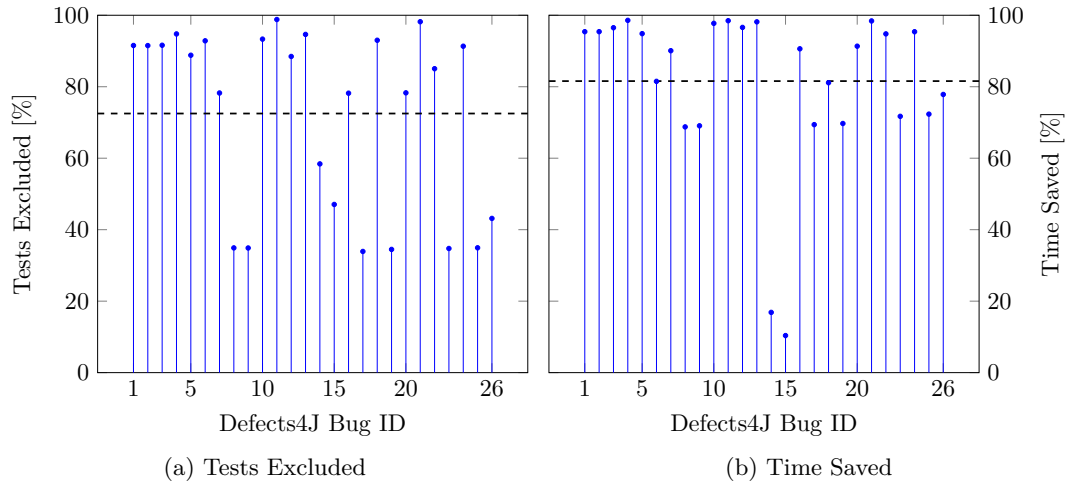 100
80
60
40
20
0
Tests Excluded [%]
1 5 10 15 20 26
Defects4J Bug ID
(a) Tests Excluded
100
80
60
40
20
0
Time Saved [%]
1 5 10 15 20 26
Defects4J Bug ID
(b) Time Saved